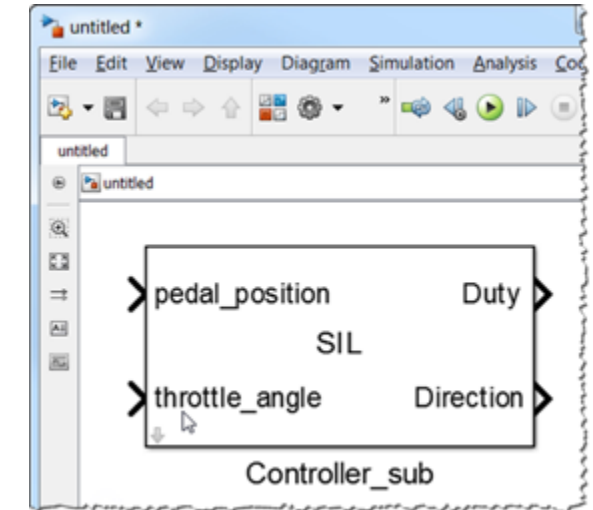 untitled *
File Edit View Display Diagram Simulation Analysis
»
untitled
untitled
pedal_position Duty
SIL
throttle_angle Direction
Controller_sub